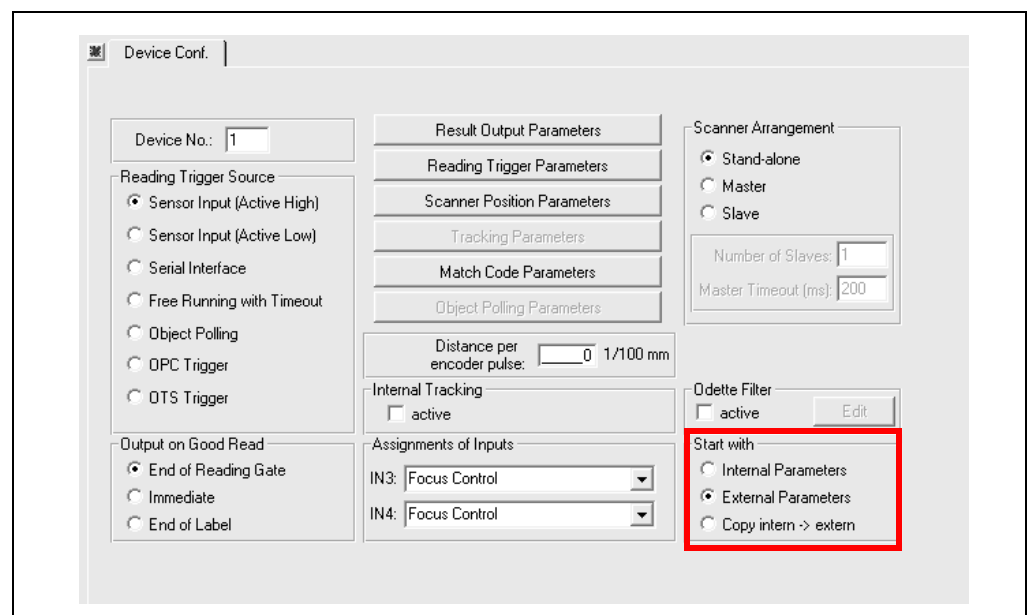 Device Conf.
Device No.: 1
Reading Trigger Source
Sensor Input (Active High)
Sensor Input (Active Low)
Serial Interface
Free Running with Timeout
Object Polling
OPC Trigger
OTS Trigger
Output on Good Read
End of Reading Gate
Immediate
End of Label
Result Output Parameters
Reading Trigger Parameters
Scanner Position Parameters
Tracking Parameters
Match Code Parameters
Object Polling Parameters
Distance per
encoder pulse: _____0 1/100 mm
Internal Tracking
active
Assignments of Inputs
IN3: Focus Control
IN4: Focus Control
Scanner Arrangement
Stand-alone
Master
Slave
Number of Slaves: 1
Master Timeout (ms): 200
Odette Filter
active Edit
Start with
Internal Parameters
External Parameters
Copy intern -> extern